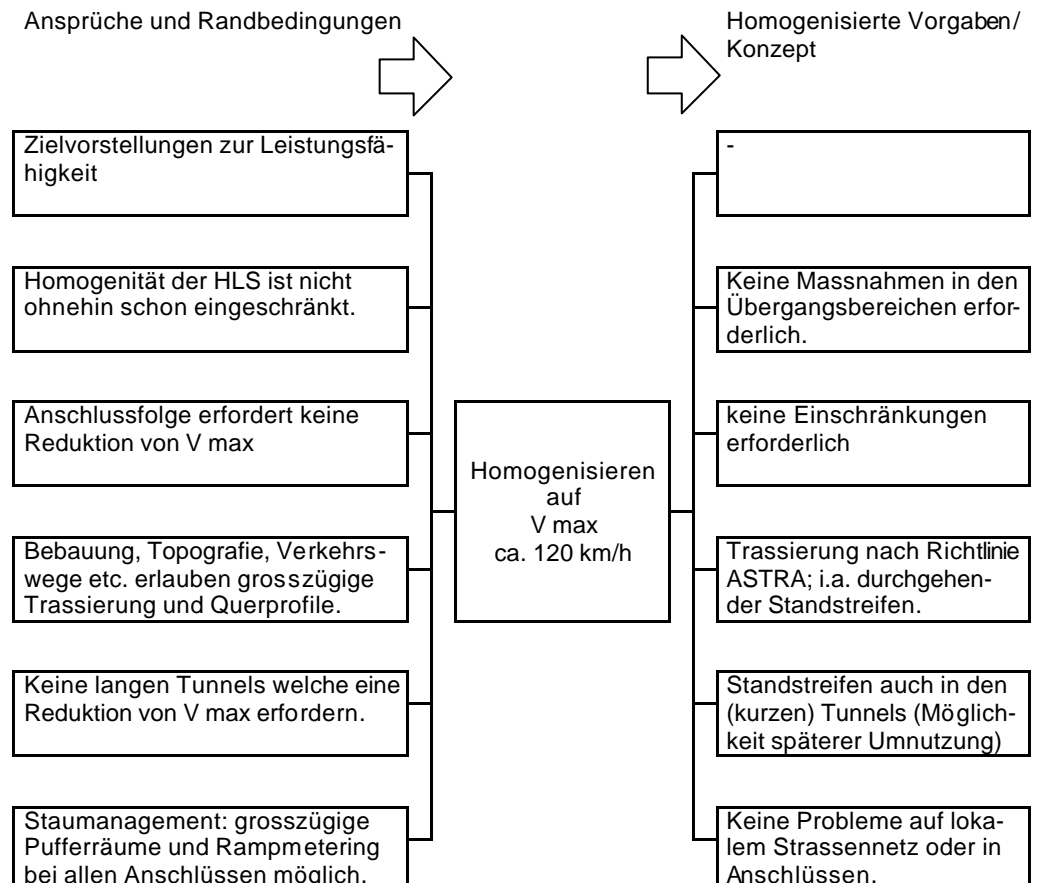 Ansprüche und Randbedingungen
Homogenisierte Vorgaben/
Konzept
Zielvorstellungen zur Leistungsfä-
higkeit
Homogenität der HLS ist nicht
ohnehin schon eingeschränkt.
Anschlussfolge erfordert keine
Reduktion von V max
Bebauung, Topografie, Verkehrs-
wege etc. erlauben grosszügige
Trassierung und Querprofile.
Keine langen Tunnels welche eine
Reduktion von V max erfordern.
Staumanagement: grosszügige
Pufferräume und Rampmetering
bei allen Anschlüssen möglich.
Homogenisieren
auf
V max
ca. 120 km/h
-
Keine Massnahmen in den
Übergangsbereichen erfor-
derlich.
keine Einschränkungen
erforderlich
Trassierung nach Richtlinie
ASTRA; i.a. durchgehen-
der Standstreifen.
Standstreifen auch in den
(kurzen) Tunnels (Möglich-
keit späterer Umnutzung)
Keine Probleme auf loka-
lem Strassennetz oder in
Anschlüssen.